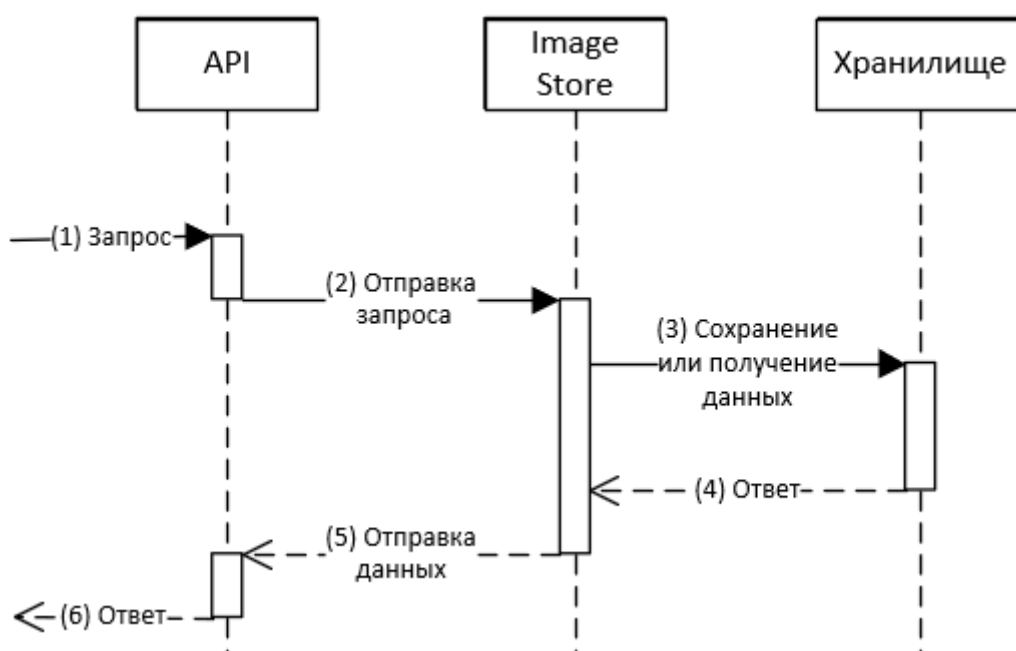 API
Image
Store
Хранилище
(1) Запрос
(2) Отправка
запроса
(3) Сохранение
или получение
данных
(4) Ответ
(5) Отправка
данных
(6) Ответ